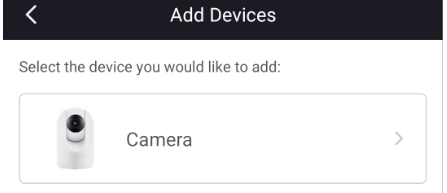 Add Devices
Select the device you would like to add:
Camera